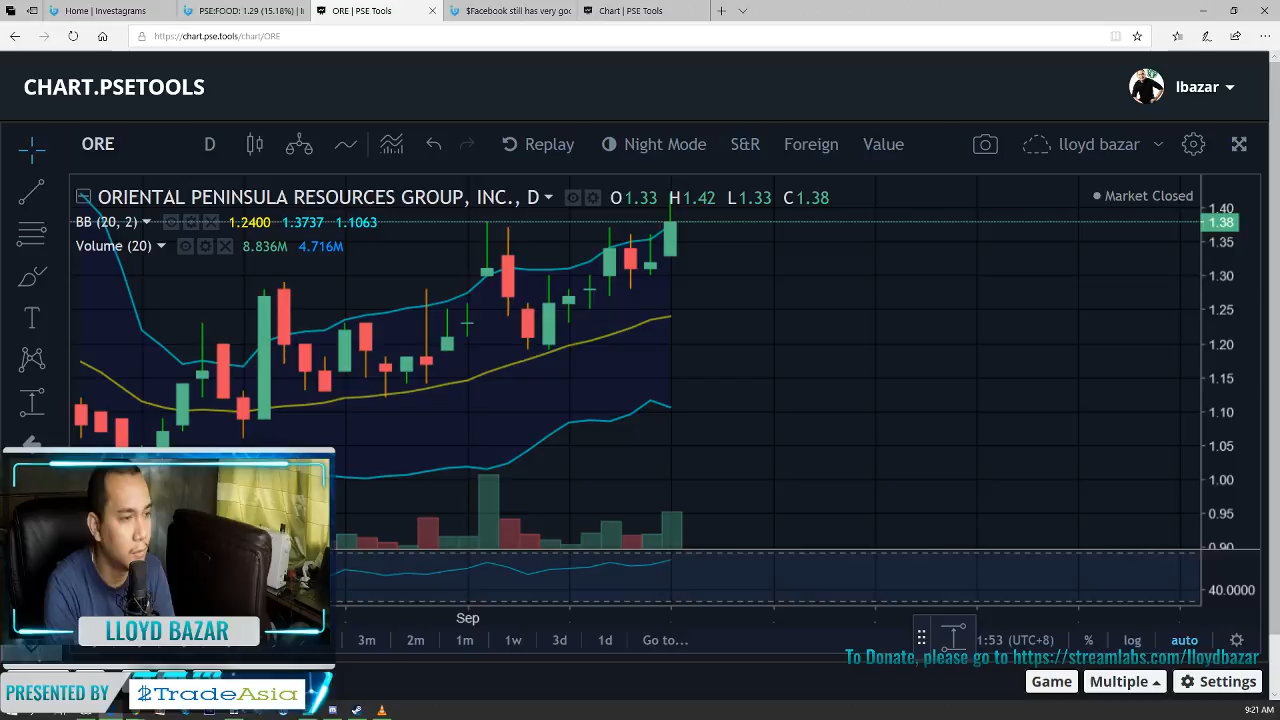 Home | Investagrams
PSE:FOOD: 1.29 (15.18%) | I
ORE | PSE Tools
$Facebook still has very goo
Chart | PSE Tools
https://chart.pse.tools/chart/ORE
CHART.PSETOOLS
lbazar
ORE D Replay Night Mode S&R Foreign Value lloyd bazar
ORIENTAL PENINSULA RESOURCES GROUP, INC., D O1.33 H1.42 L1.33 C1.38
Market Closed
BB (20, 2) 1.2400 1.3737 1.1063
Volume (20) 8.836M 4.716M
1.40
1.38
1.35
1.30
1.25
1.20
1.15
1.10
1.05
1.00
0.95
0.90
40.0000
Sep
3m 2m 1m 1w 3d 1d Go to... 1:53 (UTC+8) % log auto
LLOYD BAZAR
To Donate, please go to https://streamlabs.com/lloydbazar
PRESENTED BY
$TradeAsia
Game Multiple Settings
9:21 AM